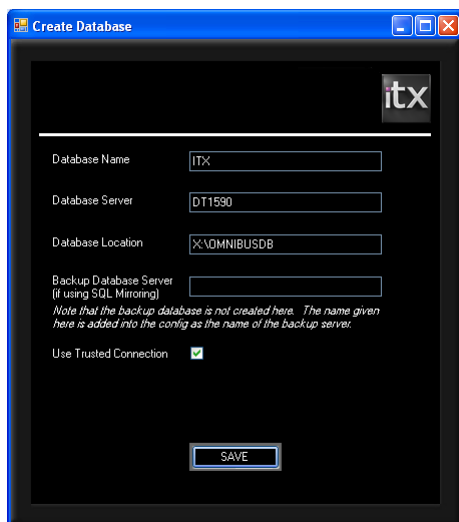 Create Database
itx
Database Name
ITX
Database Server
DT1590
Database Location
X:\OMNIBUSDB
Backup Database Server
(if using SQL Mirroring)
Note that the backup database is not created here. The name given
here is added into the config as the name of the backup server.
Use Trusted Connection
SAVE